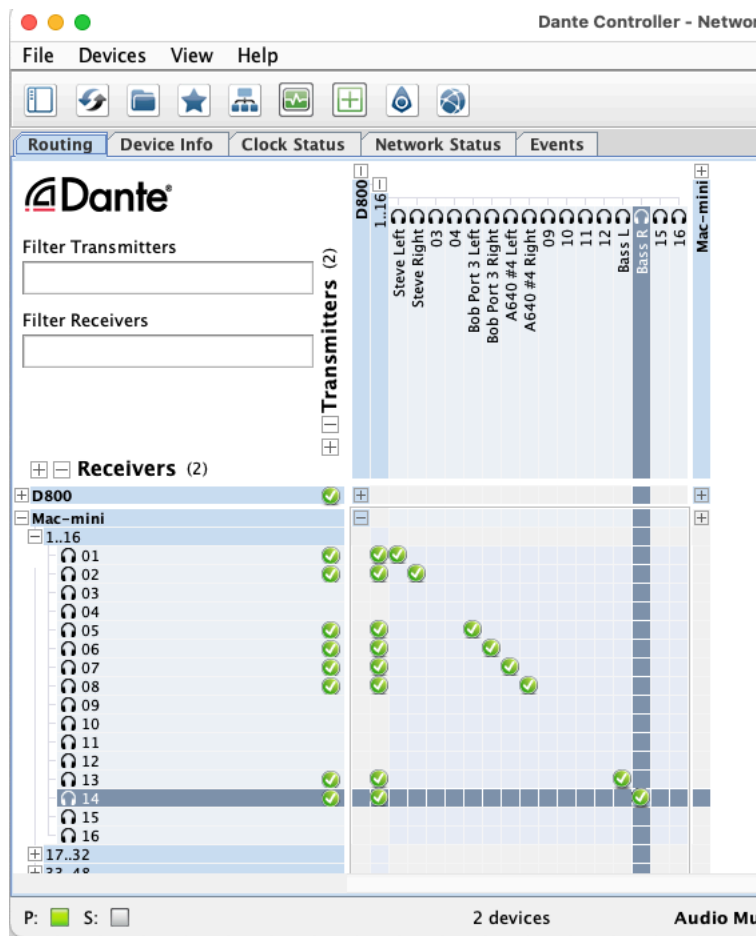 Dante Controller - Networ
File Devices View Help
Routing Device Info Clock Status Network Status Events
Dante
Filter Transmitters
Filter Receivers
Transmitters (2)
D800
1..16
Steve Left
Steve Right
03
04
Bob Port 3 Left
Bob Port 3 Right
A640 #4 Left
A640 #4 Right
09
10
11
12
Bass L
Bass R
15
16
Mac-mini
Receivers (2)
D800
Mac-mini
1..16
01
02
03
04
05
06
07
08
09
10
11
12
13
14
15
16
17..32
33..48
P: S: 2 devices Audio Mu